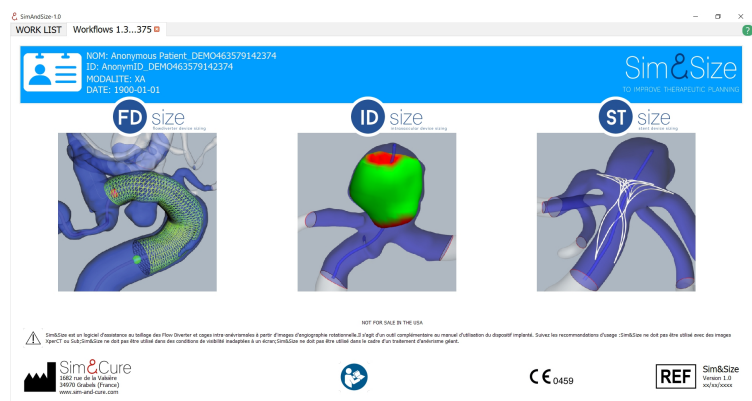 SimAndSize-1.0
WORK LIST Workflows 1.3...375
?
NOM: Anonymous Patient_DEMO463579142374
ID: AnonymID_DEMO463579142374
MODALITE: XA
DATE: 1900-01-01
Sim&Size
TO IMPROVE THERAPEUTIC PLANNING
FD size
flowdiverter device sizing
ID size
intrasaccular device sizing
ST size
stent device sizing
NOT FOR SALE IN THE USA
Sim&Size est un logiciel d'assistance au taillage des Flow Diverter et cages intra-anévrismales à partir d'images d'angiographie rotationnelle.Il s'agit d'un outil complémentaire au manuel d'utilisation du dispositif implanté. Suivez les recommandations d'usage :Sim&Size ne doit pas être utilisé avec des images
XperCT ou Sub;Sim&Size ne doit pas être utilisé dans des conditions de visibilité inadaptées à un écran;Sim&Size ne doit pas être utilisé dans le cadre d'un traitement d'anévrisme géant.
Sim&Cure
1682 rue de la Valsière
34970 Grabels (France)
www.sim-and-cure.com
CE 0459
REF
Sim&Size
Version 1.0
xx/xx/xxxx